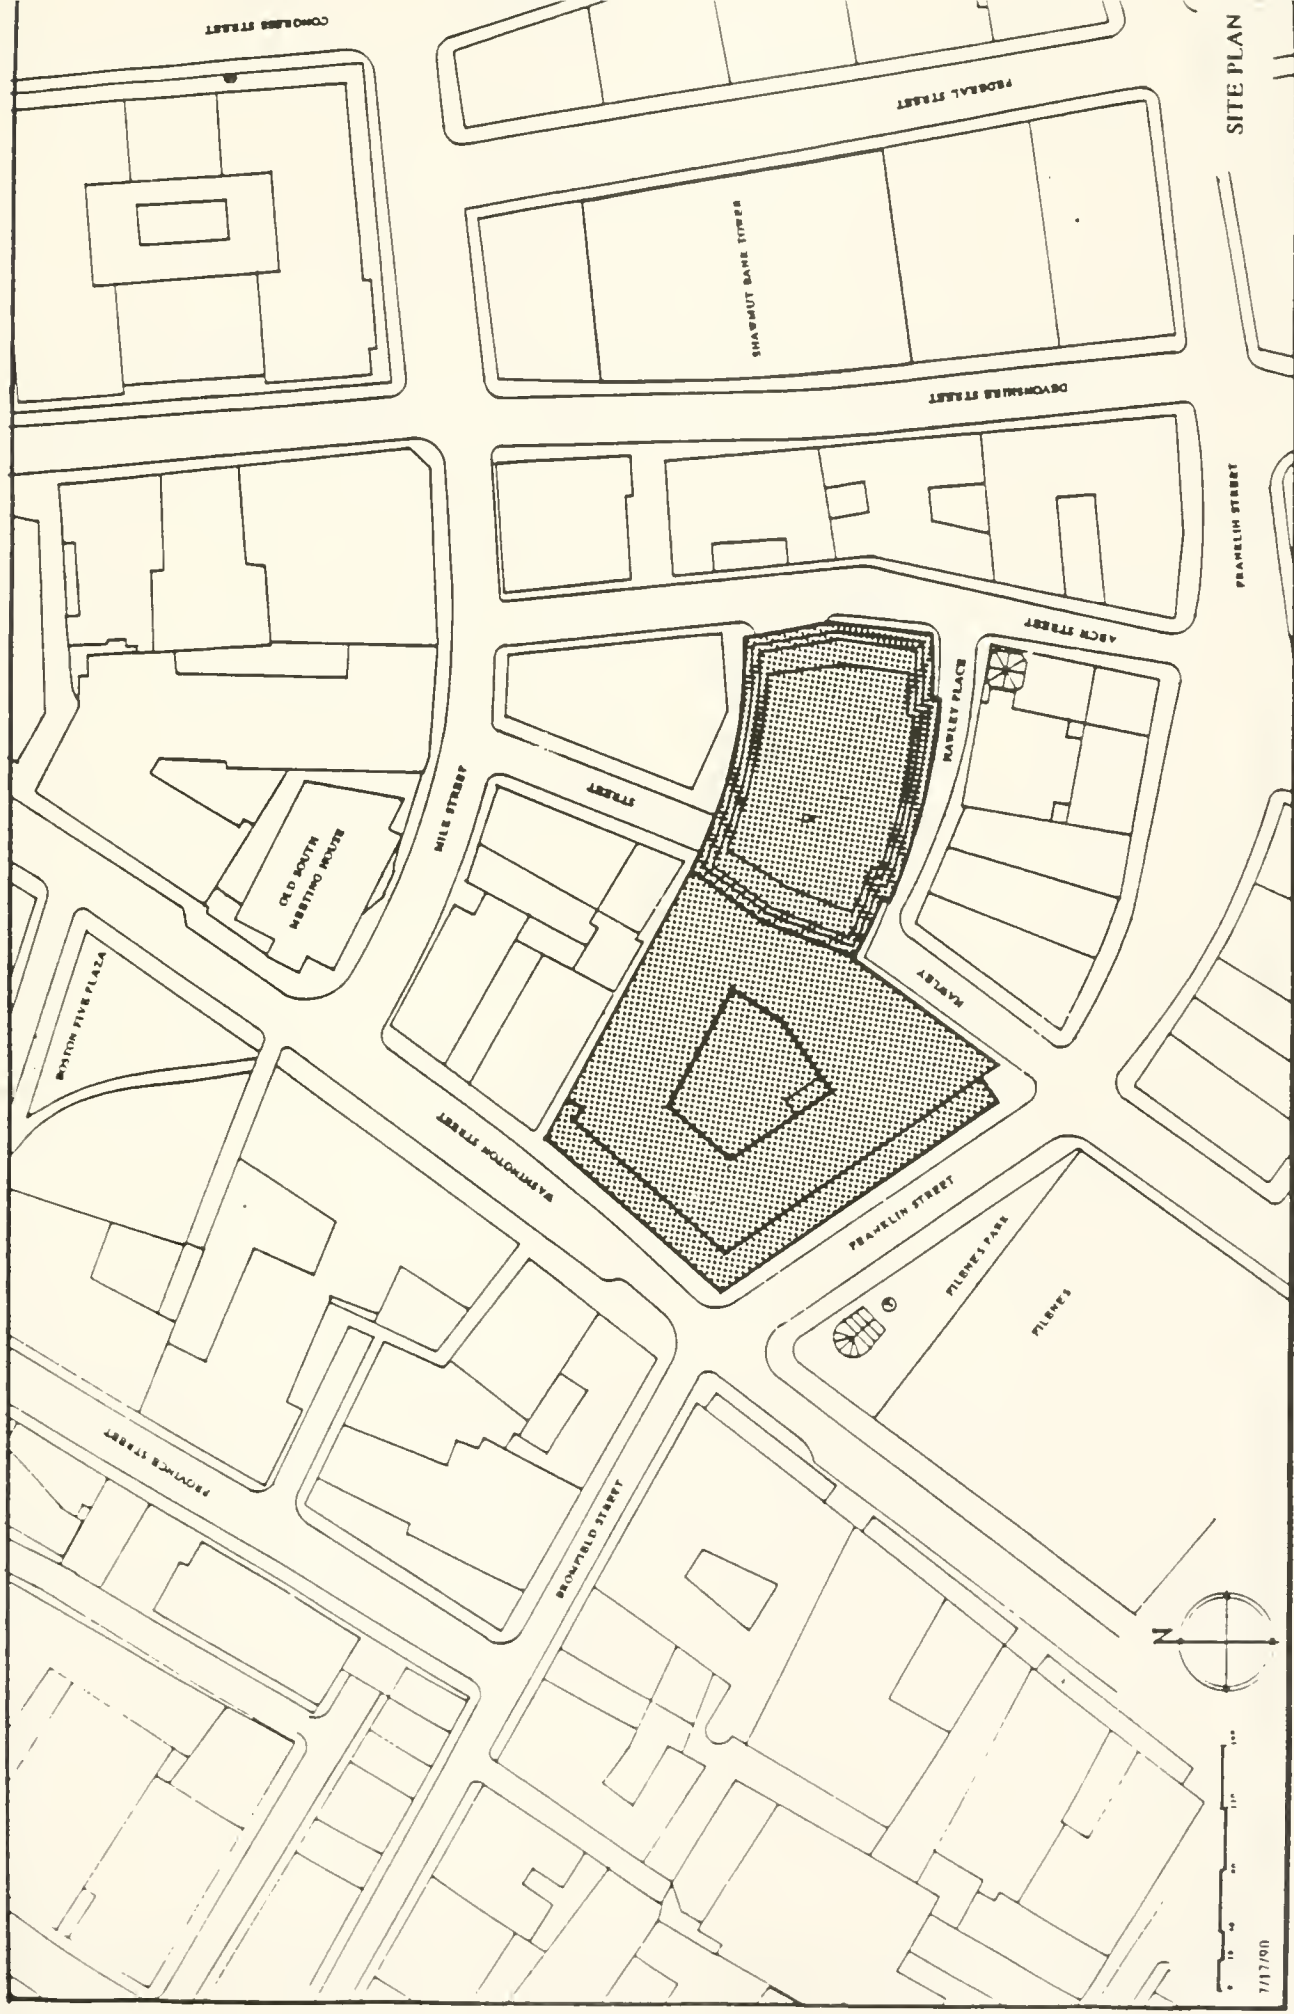 CONGRESS STREET
FEDERAL STREET
SITE PLAN
SHAWMUT BANK TOWER
DEVONSHIRE STREET
FRANKLIN STREET
ARCH STREET
HAWLEY PLACE
STREET
MILK STREET
OLD SOUTH
MEETING HOUSE
HAWLEY
BOSTON FIVE PLAZA
WASHINGTON STREET
FRANKLIN STREET
FILENE'S PARK
FILENE'S
PROVINCE STREET
BROMFIELD STREET
N
7/17/90